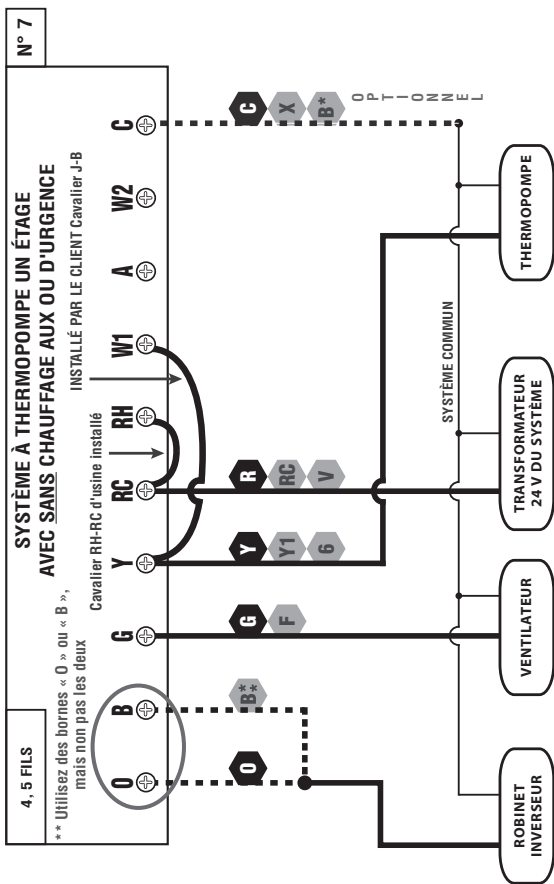 N° 7
4, 5 FILS
SYSTÈME À THERMOPOMPE UN ÉTAGE
AVEC SANS CHAUFFAGE AUX OU D'URGENCE
** Utilisez des bornes « O » ou « B »,
mais non pas les deux
Cavalier RH-RC d'usine installé
INSTALLÉ PAR LE CLIENT Cavalier J-B
O B G Y RC RH W1 A W2 C
O B* G Y R C
F Y1 RC X
6 V B*
OPTIONNEL
SYSTÈME COMMUN
ROBINET
INVERSEUR
VENTILATEUR
TRANSFORMATEUR
24 V DU SYSTÈME
THERMOPOMPE